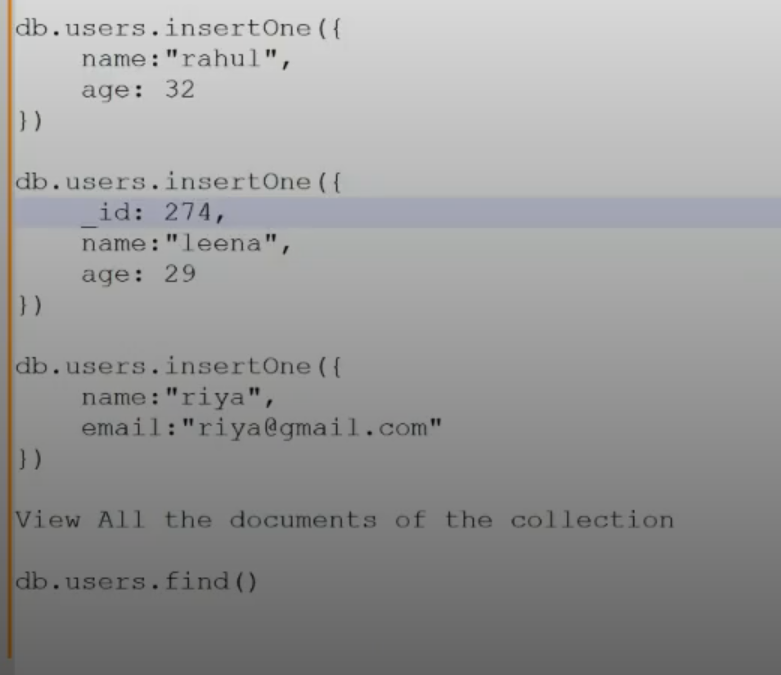 db.users.insertOne({
    name:"rahul",
    age: 32
})

db.users.insertOne({
    _id: 274,
    name:"leena",
    age: 29
})

db.users.insertOne({
    name:"riya",
    email:"riya@gmail.com"
})

View All the documents of the collection

db.users.find()